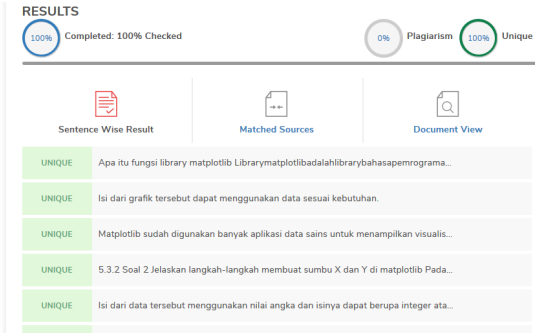 RESULTS
100% Completed: 100% Checked
0% Plagiarism 100% Unique
Sentence Wise Result
Matched Sources
Document View
UNIQUE Apa itu fungsi library matplotlib Librarymatplotlibadalahlibrarybahasapemrograma...
UNIQUE Isi dari grafik tersebut dapat menggunakan data sesuai kebutuhan.
UNIQUE Matplotlib sudah digunakan banyak aplikasi data sains untuk menampilkan visualis...
UNIQUE 5.3.2 Soal 2 Jelaskan langkah-langkah membuat sumbu X dan Y di matplotlib Pada...
UNIQUE Isi dari data tersebut menggunakan nilai angka dan isinya dapat berupa integer ata...